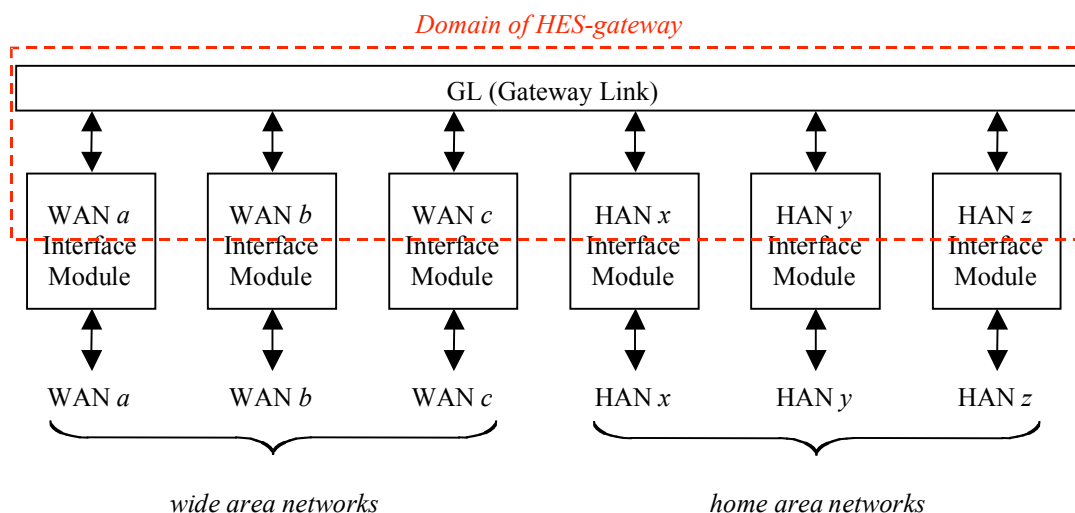 Domain of HES-gateway
GL (Gateway Link)
WAN a
Interface
Module
WAN b
Interface
Module
WAN c
Interface
Module
HAN x
Interface
Module
HAN y
Interface
Module
HAN z
Interface
Module
WAN a
WAN b
WAN c
HAN x
HAN y
HAN z
wide area networks
home area networks